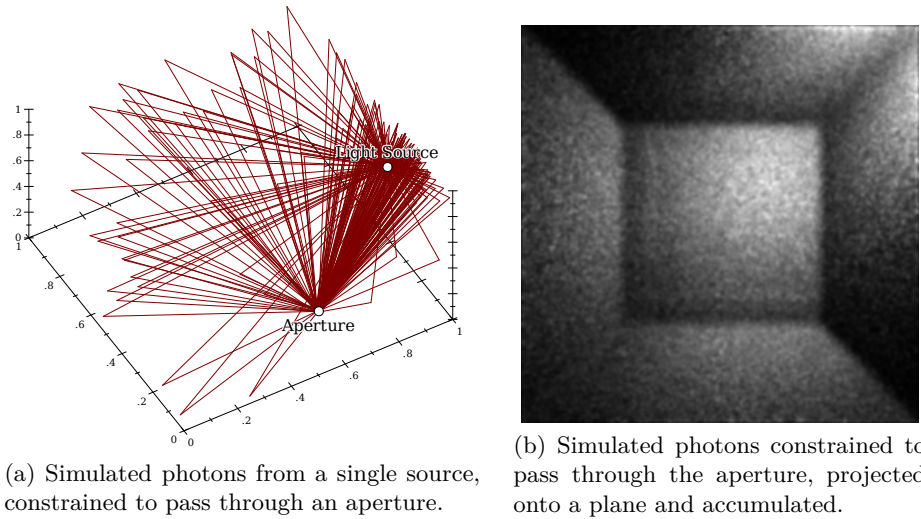 Light Source
Aperture
1
.8
.6
.4
.2
0
1
.8
.6
.4
.2
0
0
.2
.4
.6
.8
1
(a) Simulated photons from a single source,
constrained to pass through an aperture.
(b) Simulated photons constrained to
pass through the aperture, projected
onto a plane and accumulated.